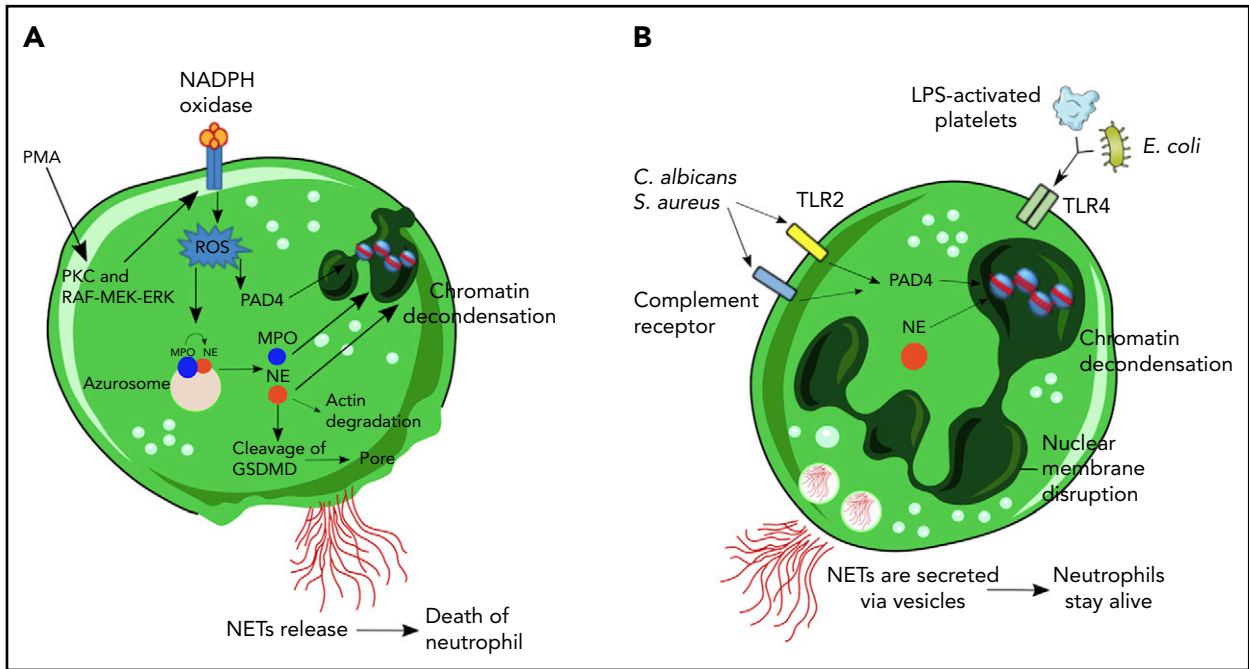 A
NADPH
oxidase
PMA
ROS
PKC and
RAF-MEK-ERK
PAD4
Chromatin
decondensation
MPO
MPO
NE
Azurosome
NE
Actin
degradation
Cleavage of
GSDMD
Pore
NETs release
Death of
neutrophil
B
LPS-activated
platelets
E. coli
C. albicans
S. aureus
TLR2
TLR4
PAD4
Complement
receptor
NE
Chromatin
decondensation
Nuclear
membrane
disruption
NETs are secreted
via vesicles
Neutrophils
stay alive